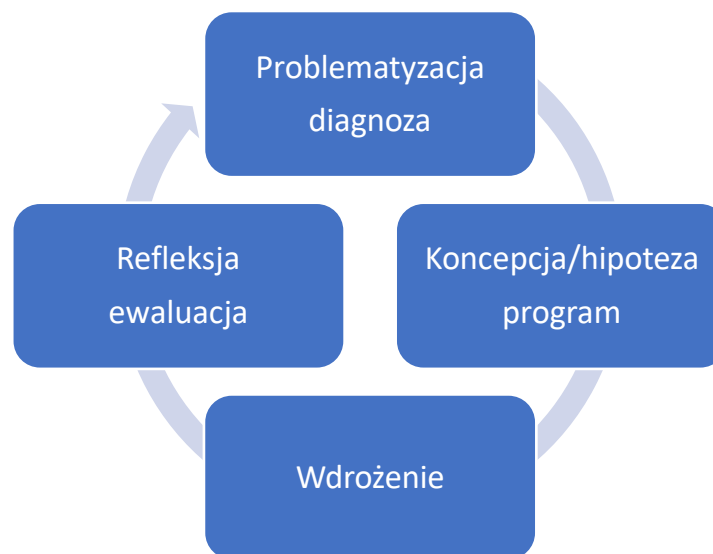 Problematyzacja
diagnoza
Koncepcja/hipoteza
program
Wdrożenie
Refleksja
ewaluacja